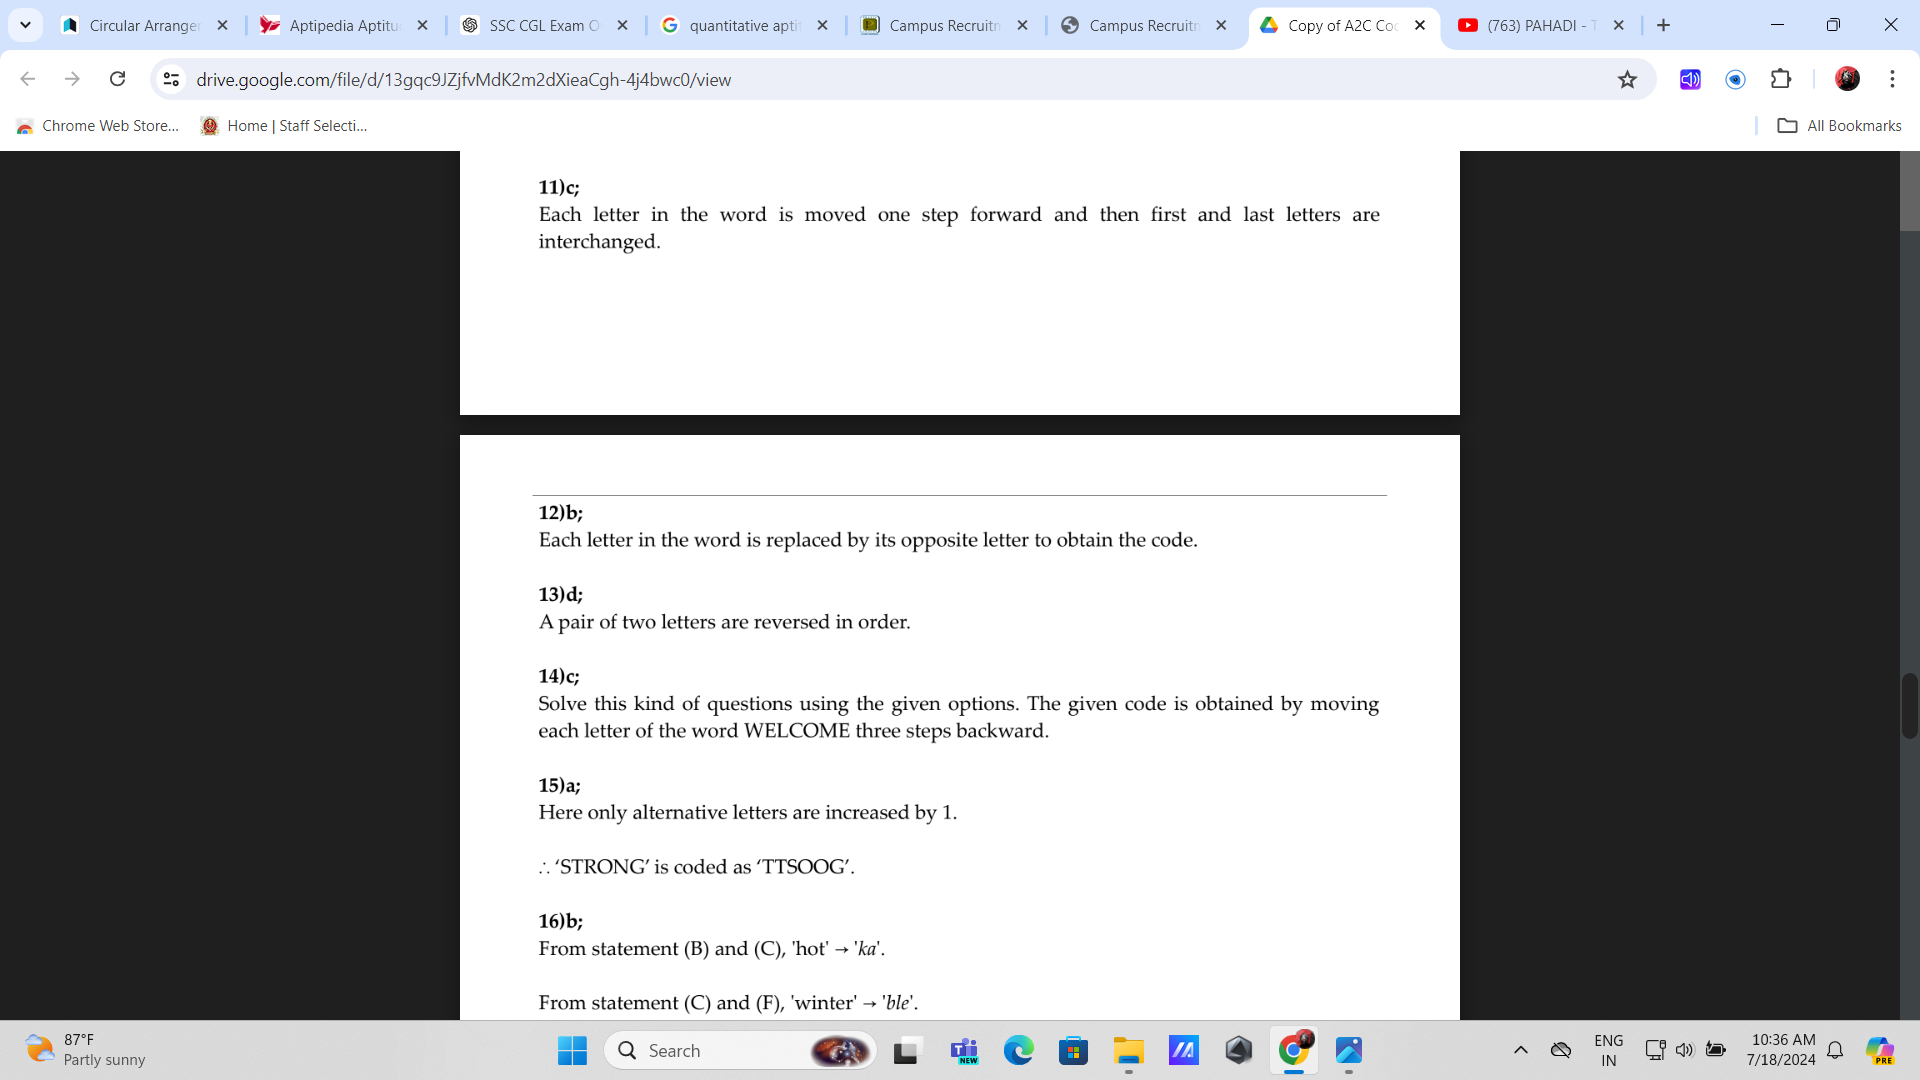 Circular Arranger
Aptipedia Aptitu
SSC CGL Exam O
quantitative apti
Campus Recruitn
Campus Recruitn
Copy of A2C Coc
(763) PAHADI - T
drive.google.com/file/d/13gqc9JZjfvMdK2m2dXieaCgh-4j4bwc0/view
Chrome Web Store...
Home | Staff Selecti...
All Bookmarks
11)c;
Each letter in the word is moved one step forward and then first and last letters are
interchanged.
12)b;
Each letter in the word is replaced by its opposite letter to obtain the code.
13)d;
A pair of two letters are reversed in order.
14)c;
Solve this kind of questions using the given options. The given code is obtained by moving
each letter of the word WELCOME three steps backward.
15)a;
Here only alternative letters are increased by 1.
∴ ‘STRONG’ is coded as ‘TTSOOG’.
16)b;
From statement (B) and (C), 'hot' → 'ka'.
From statement (C) and (F), 'winter' → 'ble'.
87°F
Partly sunny
Search
NEW
ENG
IN
10:36 AM
7/18/2024
PRE